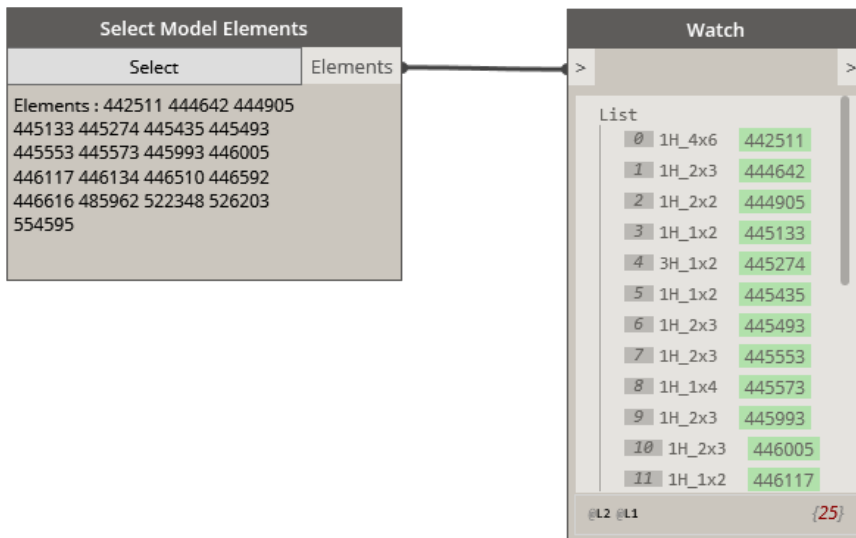 Select Model Elements
Select
Elements
Elements : 442511 444642 444905
445133 445274 445435 445493
445553 445573 445993 446005
446117 446134 446510 446592
446616 485962 522348 526203
554595
Watch
>
>
List
0 1H_4x6 442511
1 1H_2x3 444642
2 1H_2x2 444905
3 1H_1x2 445133
4 3H_1x2 445274
5 1H_1x2 445435
6 1H_2x3 445493
7 1H_2x3 445553
8 1H_1x4 445573
9 1H_2x3 445993
10 1H_2x3 446005
11 1H_1x2 446117
@L2 @L1 {25}